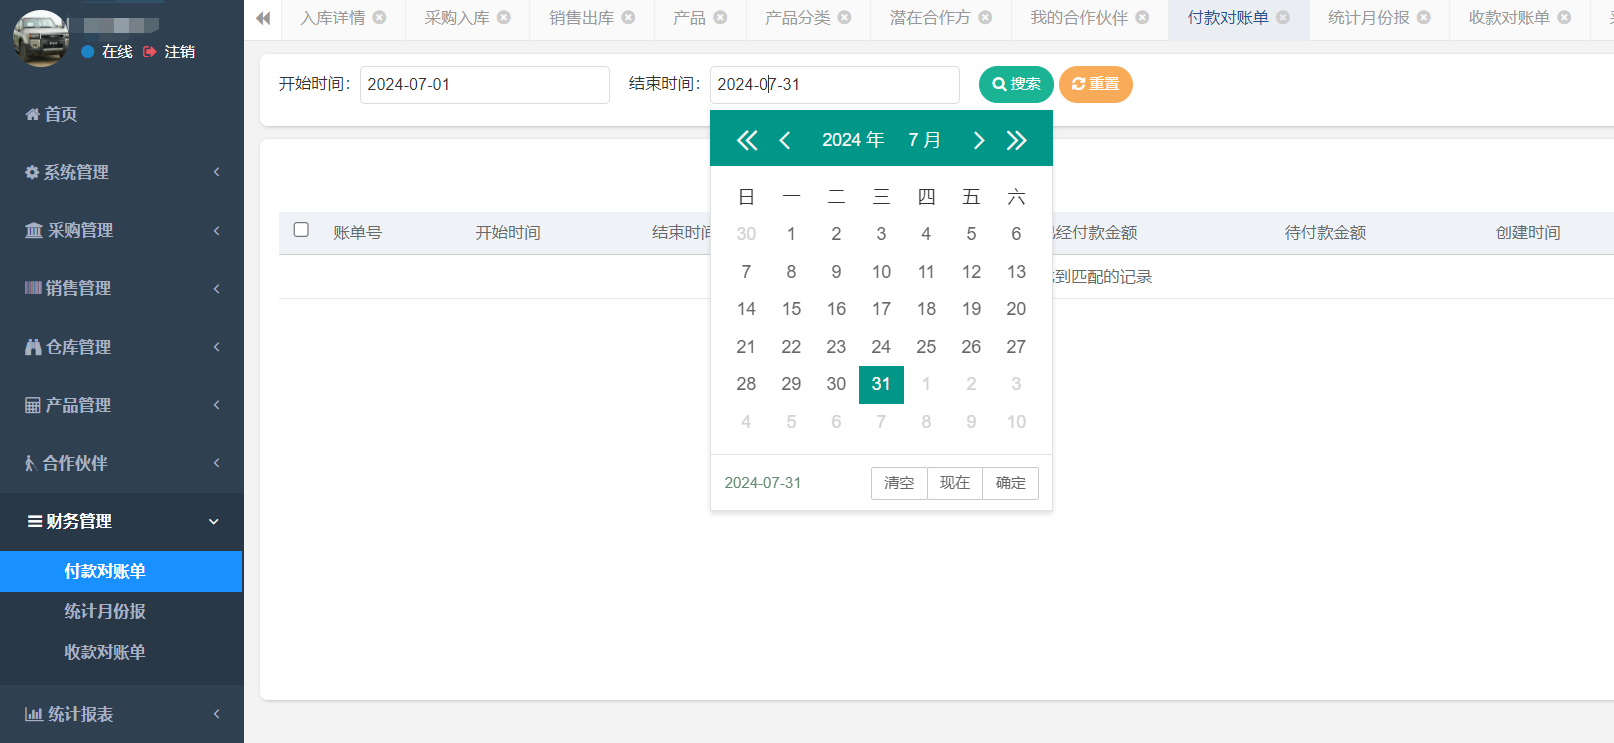 在线 注销
首页
系统管理
采购管理
销售管理
仓库管理
产品管理
合作伙伴
财务管理
付款对账单
统计月份报
收款对账单
统计报表
入库详情 采购入库 销售出库 产品 产品分类 潜在合作方 我的合作伙伴 付款对账单 统计月份报 收款对账单
开始时间： 2024-07-01 结束时间： 2024-07-31 搜索 重置
2024 年 7 月
日 一 二 三 四 五 六
30 1 2 3 4 5 6
7 8 9 10 11 12 13
14 15 16 17 18 19 20
21 22 23 24 25 26 27
28 29 30 31 1 2 3
4 5 6 7 8 9 10
2024-07-31 清空 现在 确定
账单号 开始时间 结束时间 已经付款金额 待付款金额 创建时间
到匹配的记录